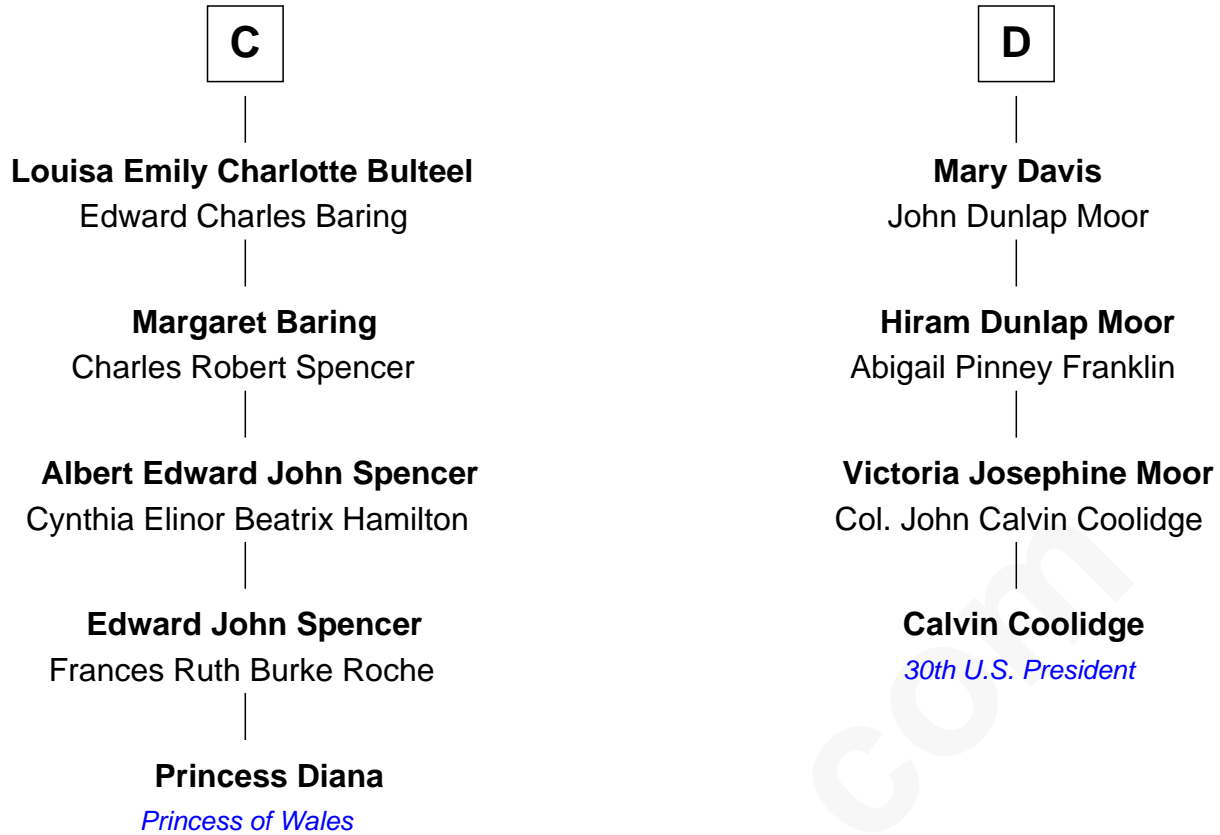 C
Louisa Emily Charlotte Bulteel
Edward Charles Baring
Margaret Baring
Charles Robert Spencer
Albert Edward John Spencer
Cynthia Elinor Beatrix Hamilton
Edward John Spencer
Frances Ruth Burke Roche
Princess Diana
Princess of Wales
D
Mary Davis
John Dunlap Moor
Hiram Dunlap Moor
Abigail Pinney Franklin
Victoria Josephine Moor
Col. John Calvin Coolidge
Calvin Coolidge
30th U.S. President
com